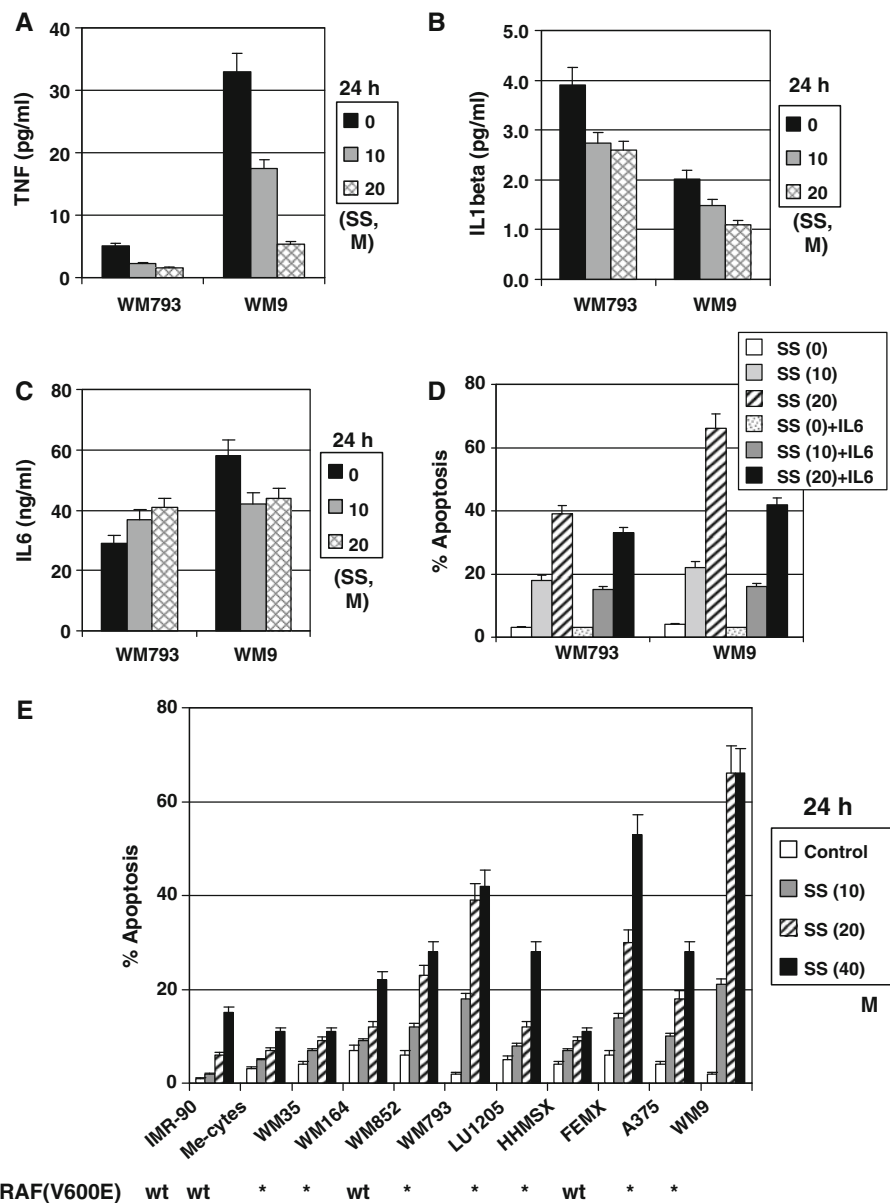 A
TNF (pg/ml)
40
30
20
10
0
WM793
WM9
24 h
0
10
20
(SS,
M)
B
IL1beta (pg/ml)
5.0
4.0
3.0
2.0
1.0
0.0
WM793
WM9
24 h
0
10
20
(SS,
M)
C
IL6 (ng/ml)
80
60
40
20
0
WM793
WM9
24 h
0
10
20
(SS,
M)
D
% Apoptosis
80
60
40
20
0
WM793
WM9
SS (0)
SS (10)
SS (20)
SS (0)+IL6
SS (10)+IL6
SS (20)+IL6
E
% Apoptosis
80
60
40
20
0
IMR-90
Me-cytes
WM35
WM164
WM852
WM793
LU1205
HHMSX
FEMX
A375
WM9
24 h
Control
SS (10)
SS (20)
SS (40)
M
RAF(V600E) wt wt * * wt * * * wt * *